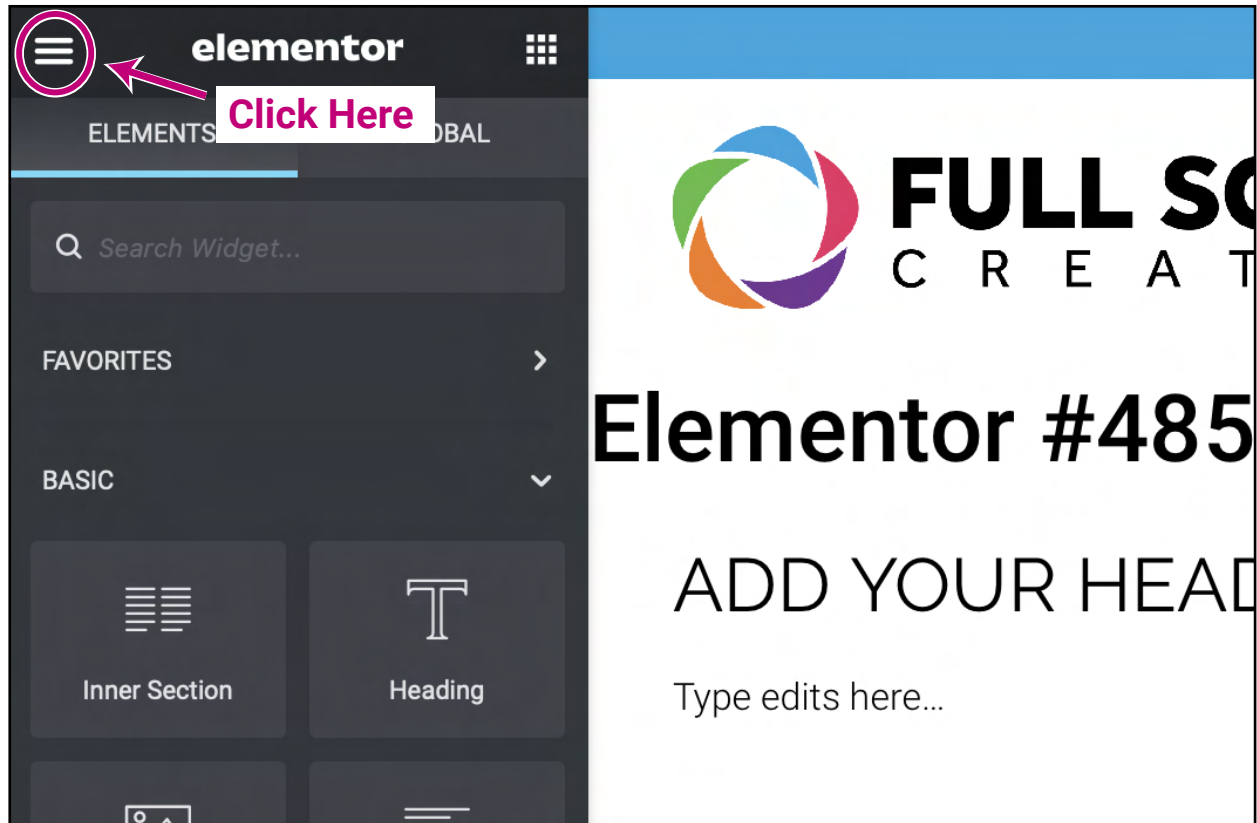 elementor
Click Here
ELEMENTS
OBAL
Search Widget...
FAVORITES
BASIC
Inner Section
Heading
FULL SC
CREAT
Elementor #485
ADD YOUR HEAD
Type edits here...